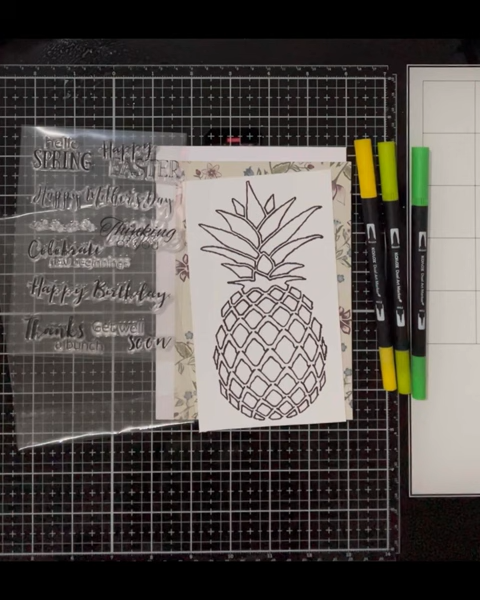 hello
SPRING
Happy
EASTER
Happy Mother's Day
Thinking
Celebrate
new beginnings
Happy Birthday
Thanks
a bunch
Get Well
soon